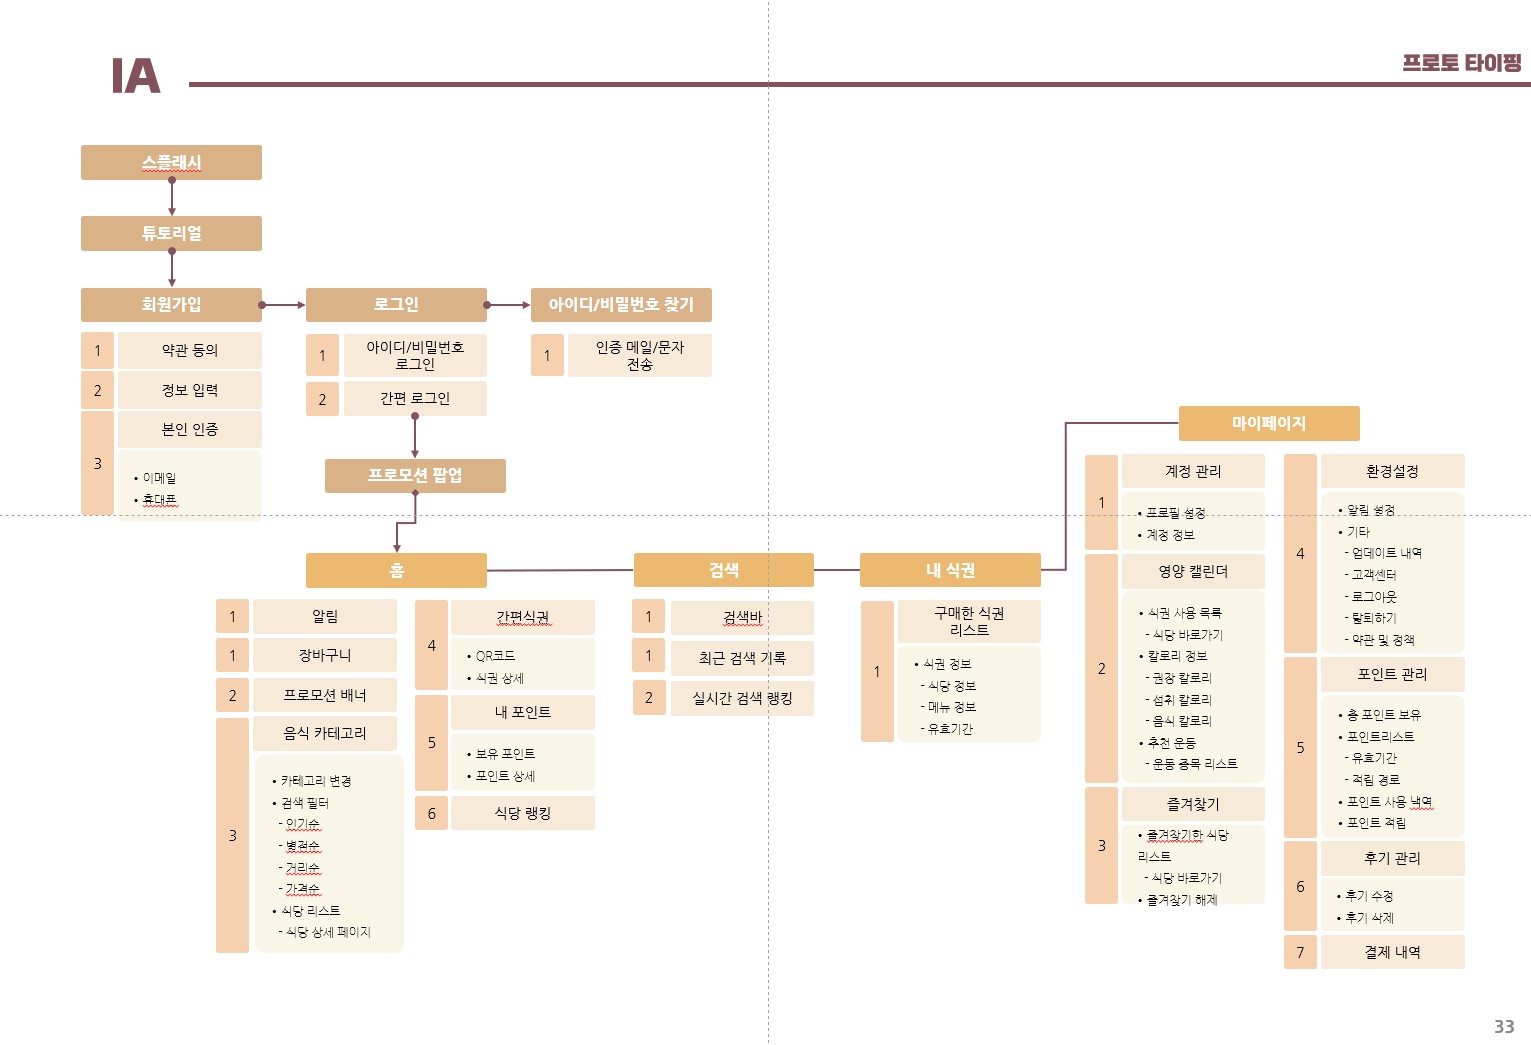 IA
프로토 타이핑
스플래시
튜토리얼
회원가입
1
약관 동의
2
정보 입력
3
본인 인증
• 이메일
• 휴대폰
로그인
1
아이디/비밀번호
로그인
2
간편 로그인
아이디/비밀번호 찾기
1
인증 메일/문자
전송
프로모션 팝업
홈
1
알림
1
장바구니
2
프로모션 배너
3
음식 카테고리
• 카테고리 변경
• 검색 필터
- 인기순
- 별점순
- 거리순
- 가격순
• 식당 리스트
- 식당 상세 페이지
4
간편식권
• QR코드
• 식권 상세
5
내 포인트
• 보유 포인트
• 포인트 상세
6
식당 랭킹
검색
1
검색바
1
최근 검색 기록
2
실시간 검색 랭킹
내 식권
1
구매한 식권
리스트
• 식권 정보
- 식당 정보
- 메뉴 정보
- 유효기간
마이페이지
1
계정 관리
• 프로필 설정
• 계정 정보
2
영양 캘린더
• 식권 사용 목록
- 식당 바로가기
• 칼로리 정보
- 권장 칼로리
- 섭취 칼로리
- 음식 칼로리
• 추천 운동
- 운동 종목 리스트
3
즐겨찾기
• 즐겨찾기한 식당
리스트
- 식당 바로가기
• 즐겨찾기 해제
4
환경설정
• 알림 설정
• 기타
- 업데이트 내역
- 고객센터
- 로그아웃
- 탈퇴하기
- 약관 및 정책
5
포인트 관리
• 총 포인트 보유
• 포인트리스트
- 유효기간
- 적립 경로
• 포인트 사용 낵역
• 포인트 적립
6
후기 관리
• 후기 수정
• 후기 삭제
7
결제 내역
33